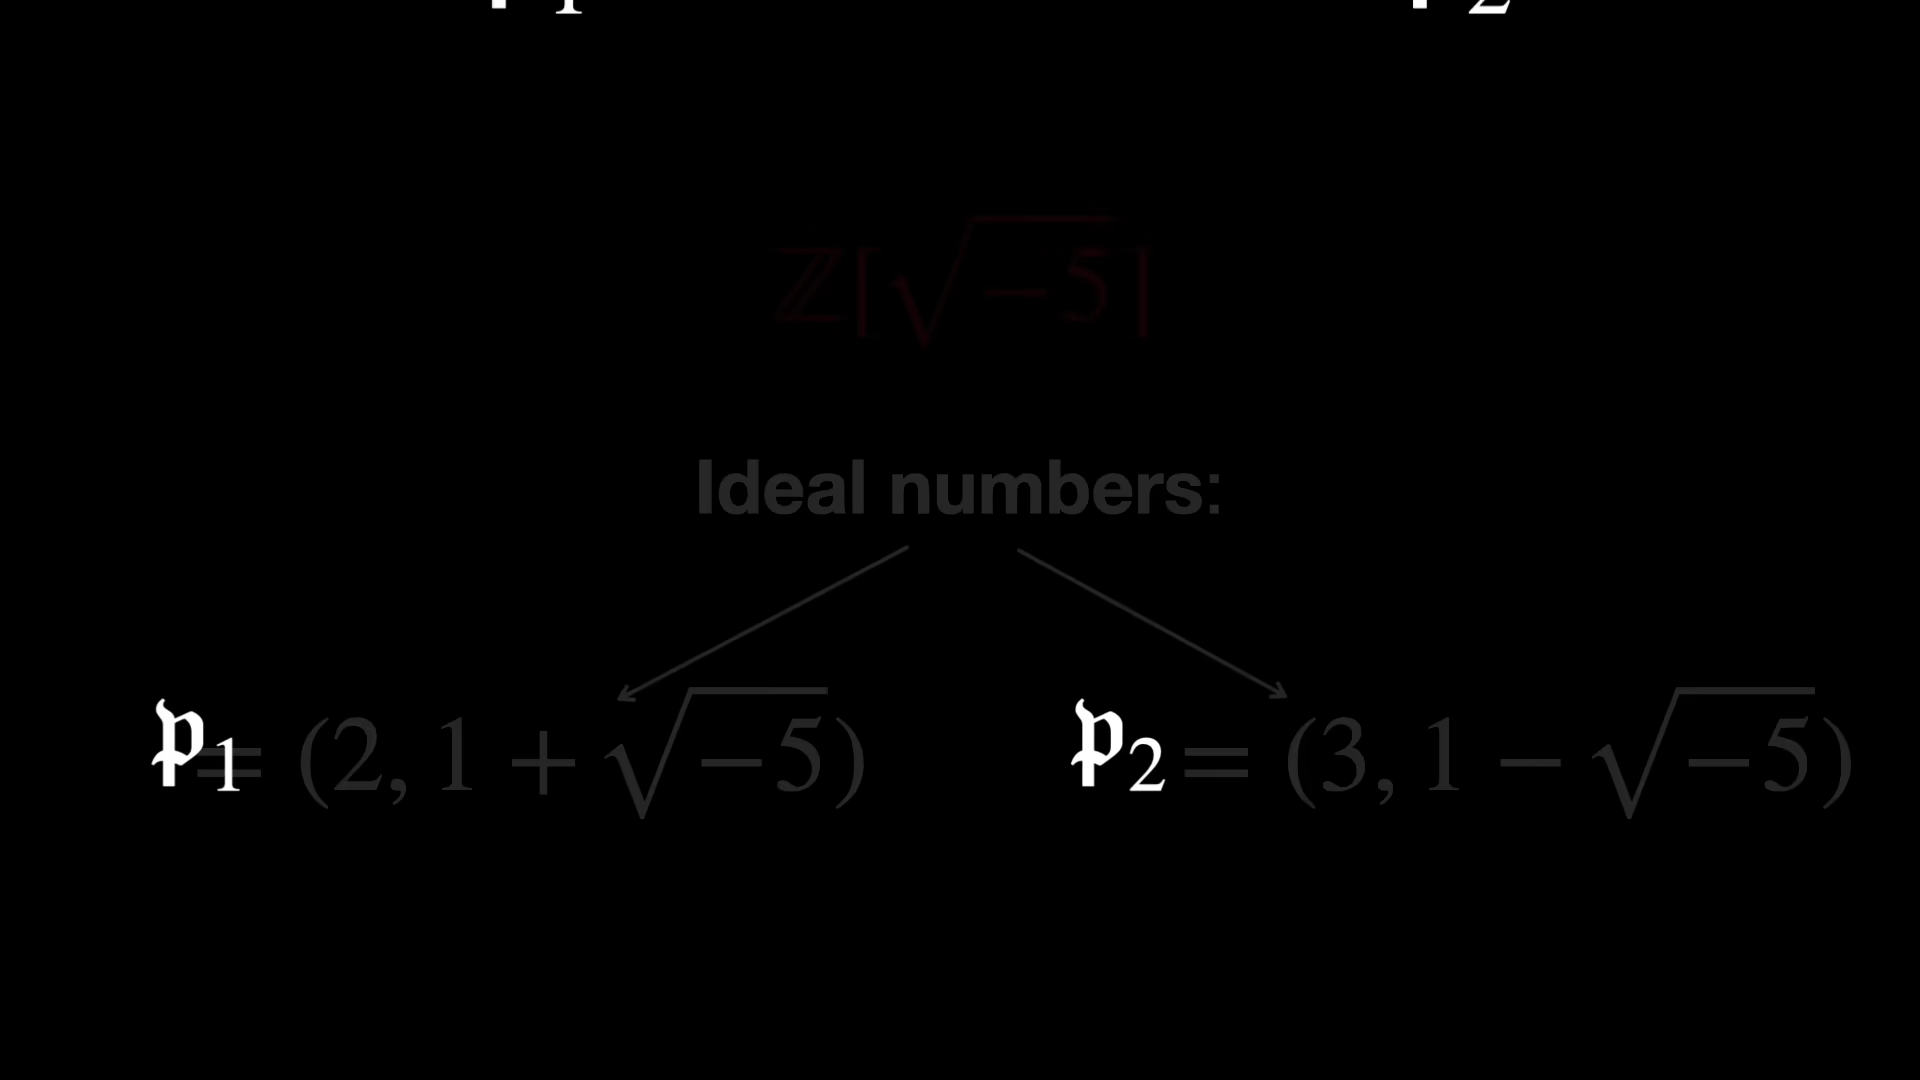 ℤ[√−5]
Ideal numbers:
𝔭₁ = (2, 1 + √−5) 𝔭₂ = (3, 1 − √−5)